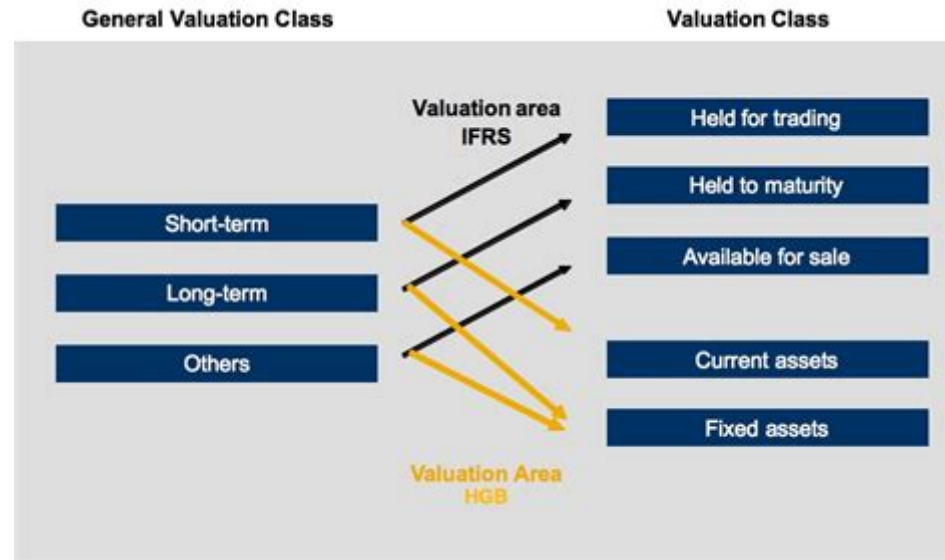 General Valuation Class
Valuation Class
Valuation area
IFRS
Held for trading
Held to maturity
Short-term
Available for sale
Long-term
Others
Current assets
Fixed assets
Valuation Area
HGB